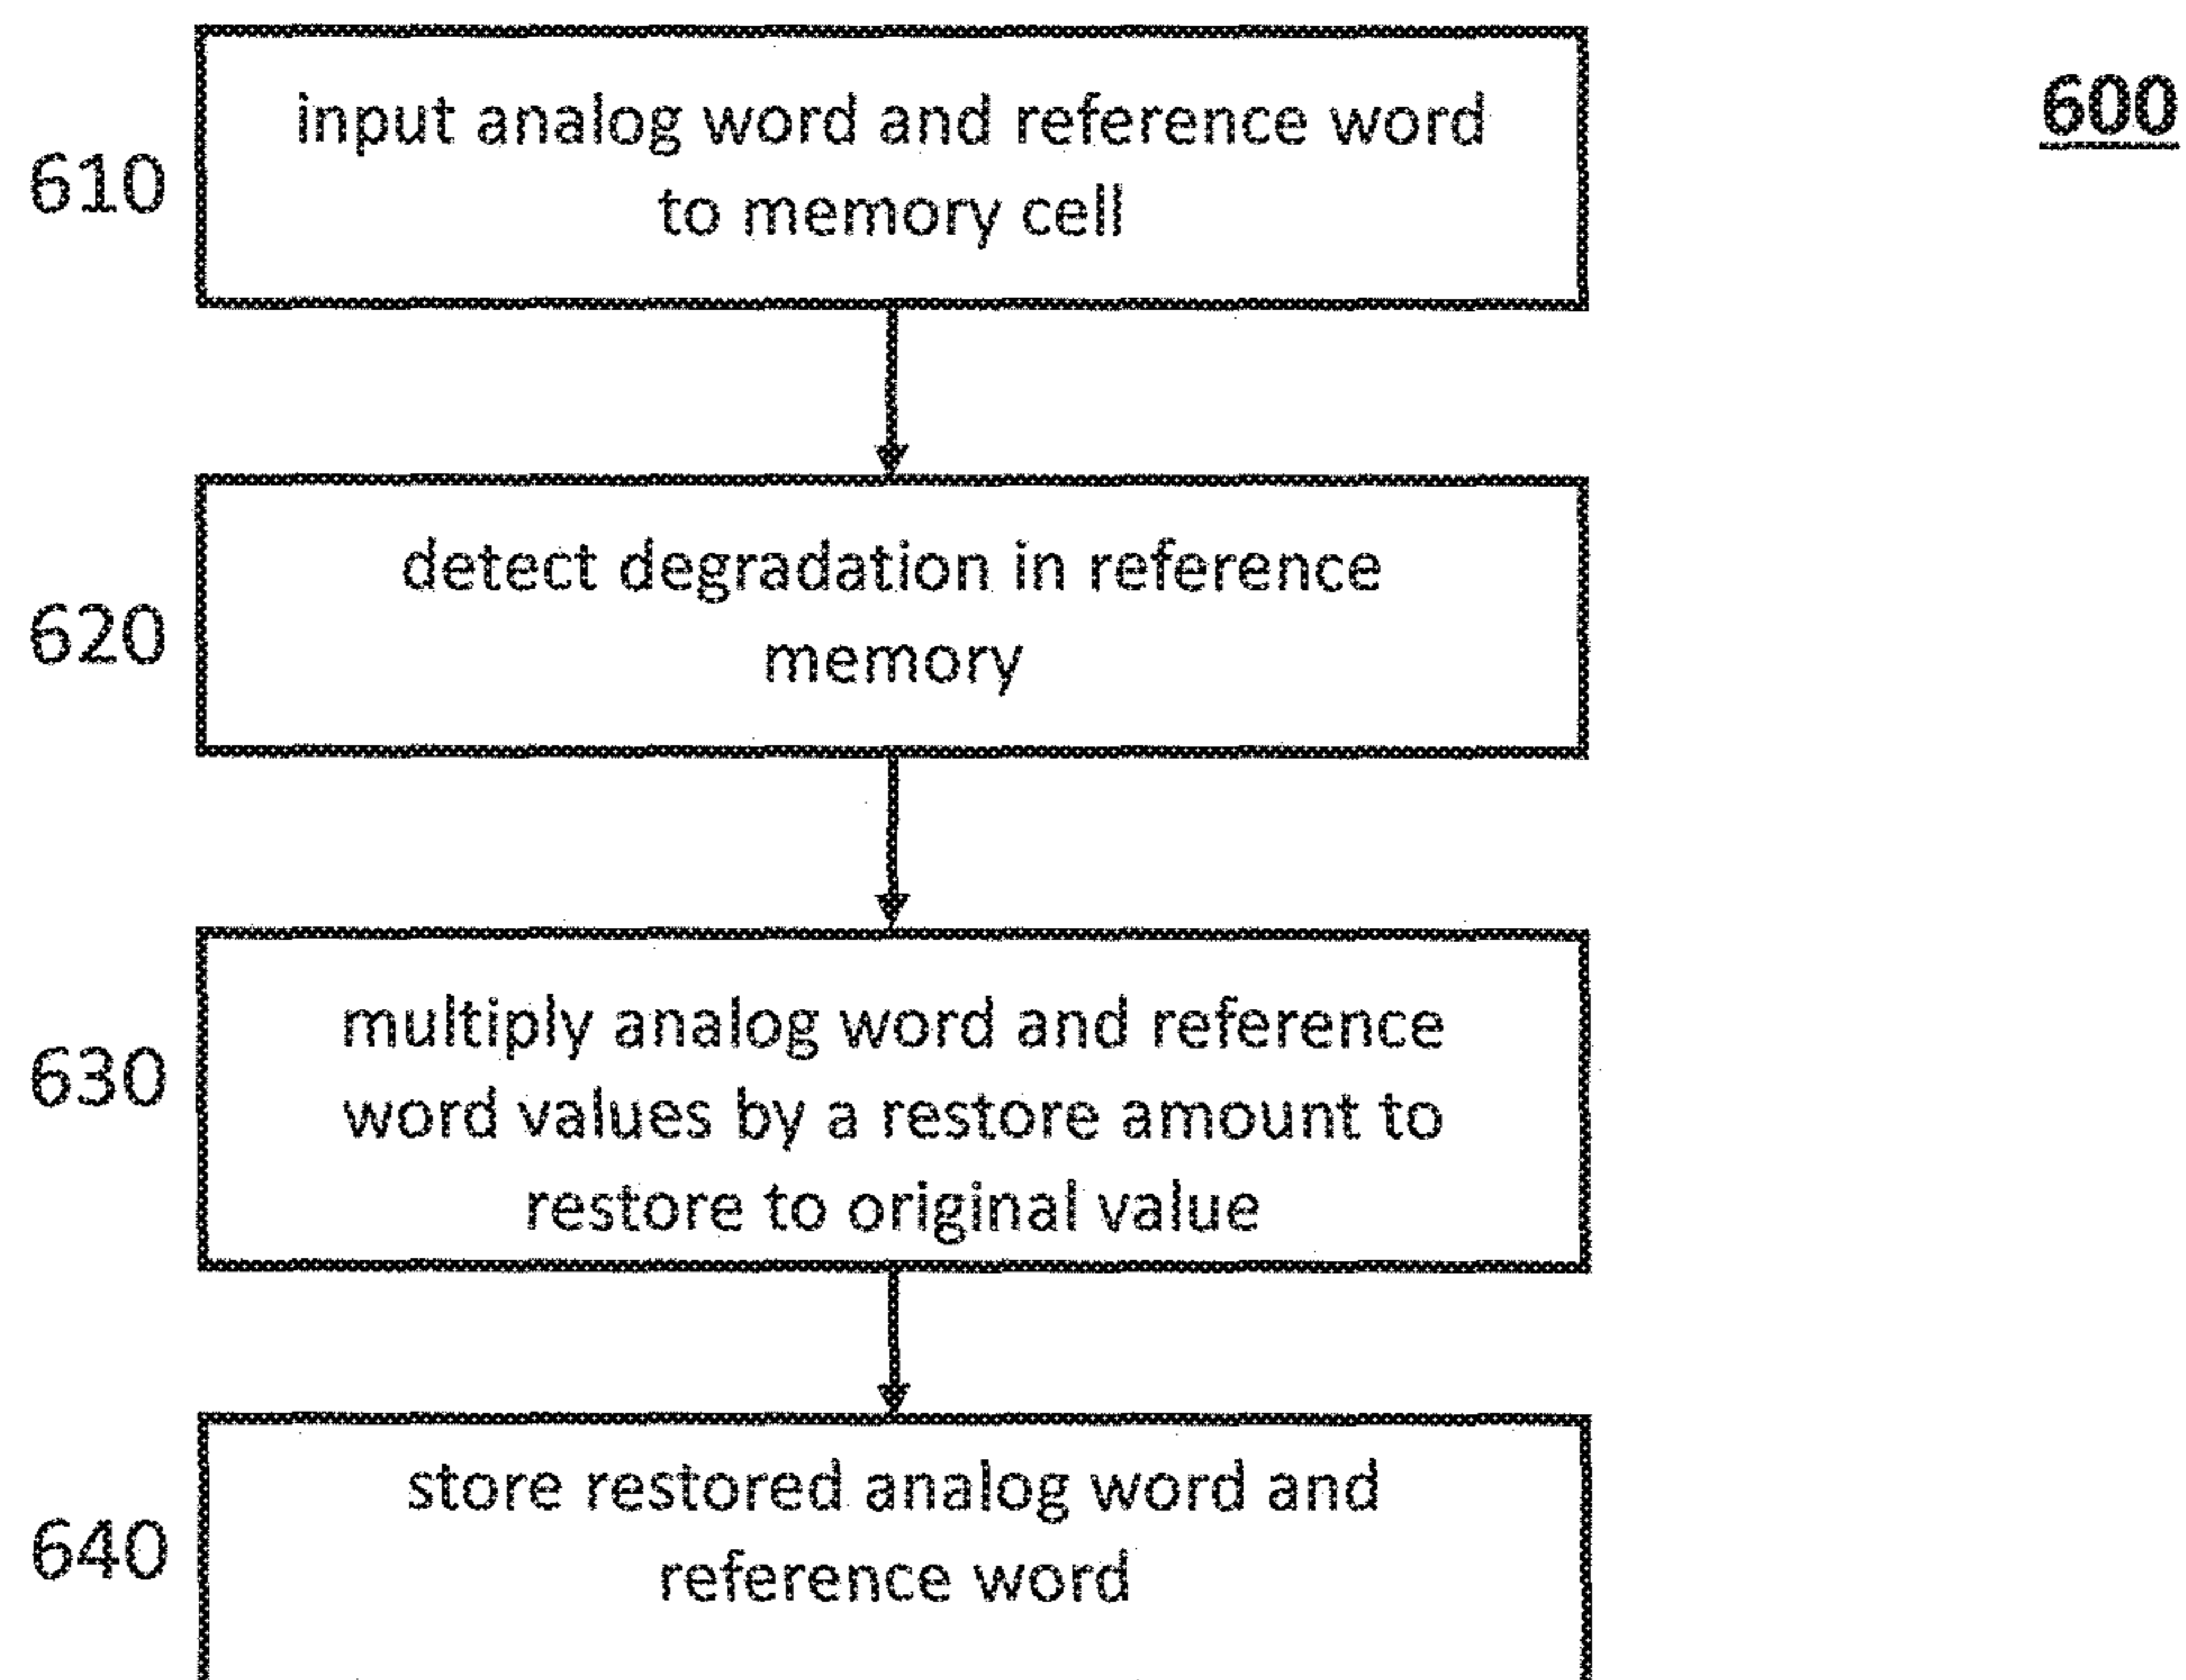 600
input analog word and reference word
to memory cell
610
detect degradation in reference
memory
620
multiply analog word and reference
word values by a restore amount to
restore to original value
630
store restored analog word and
reference word
640